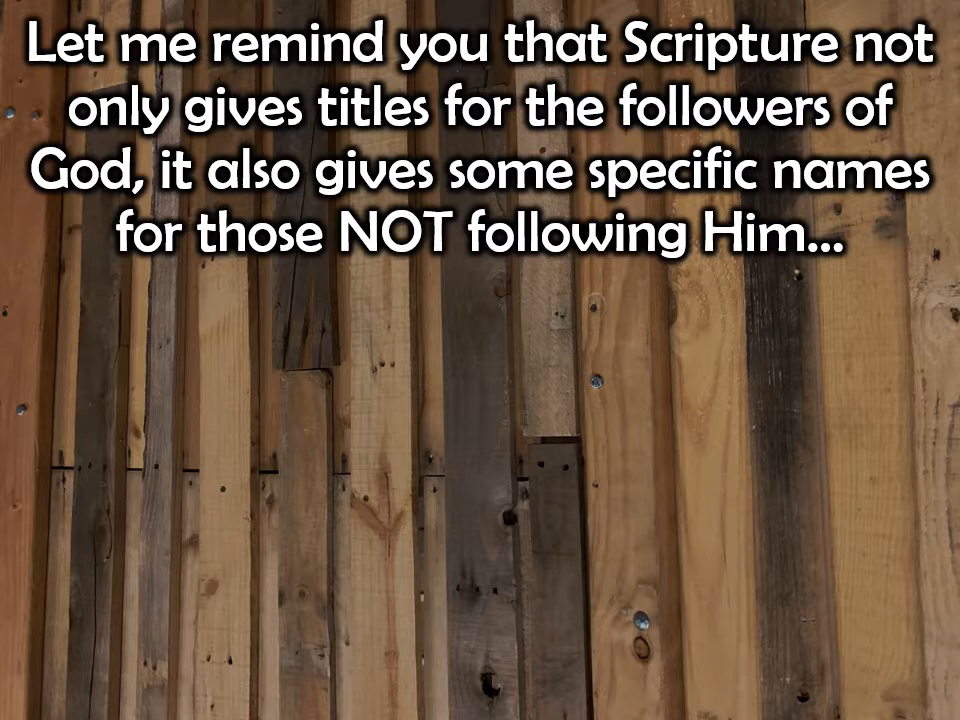 Let me remind you that Scripture not
only gives titles for the followers of
God, it also gives some specific names
for those NOT following Him...